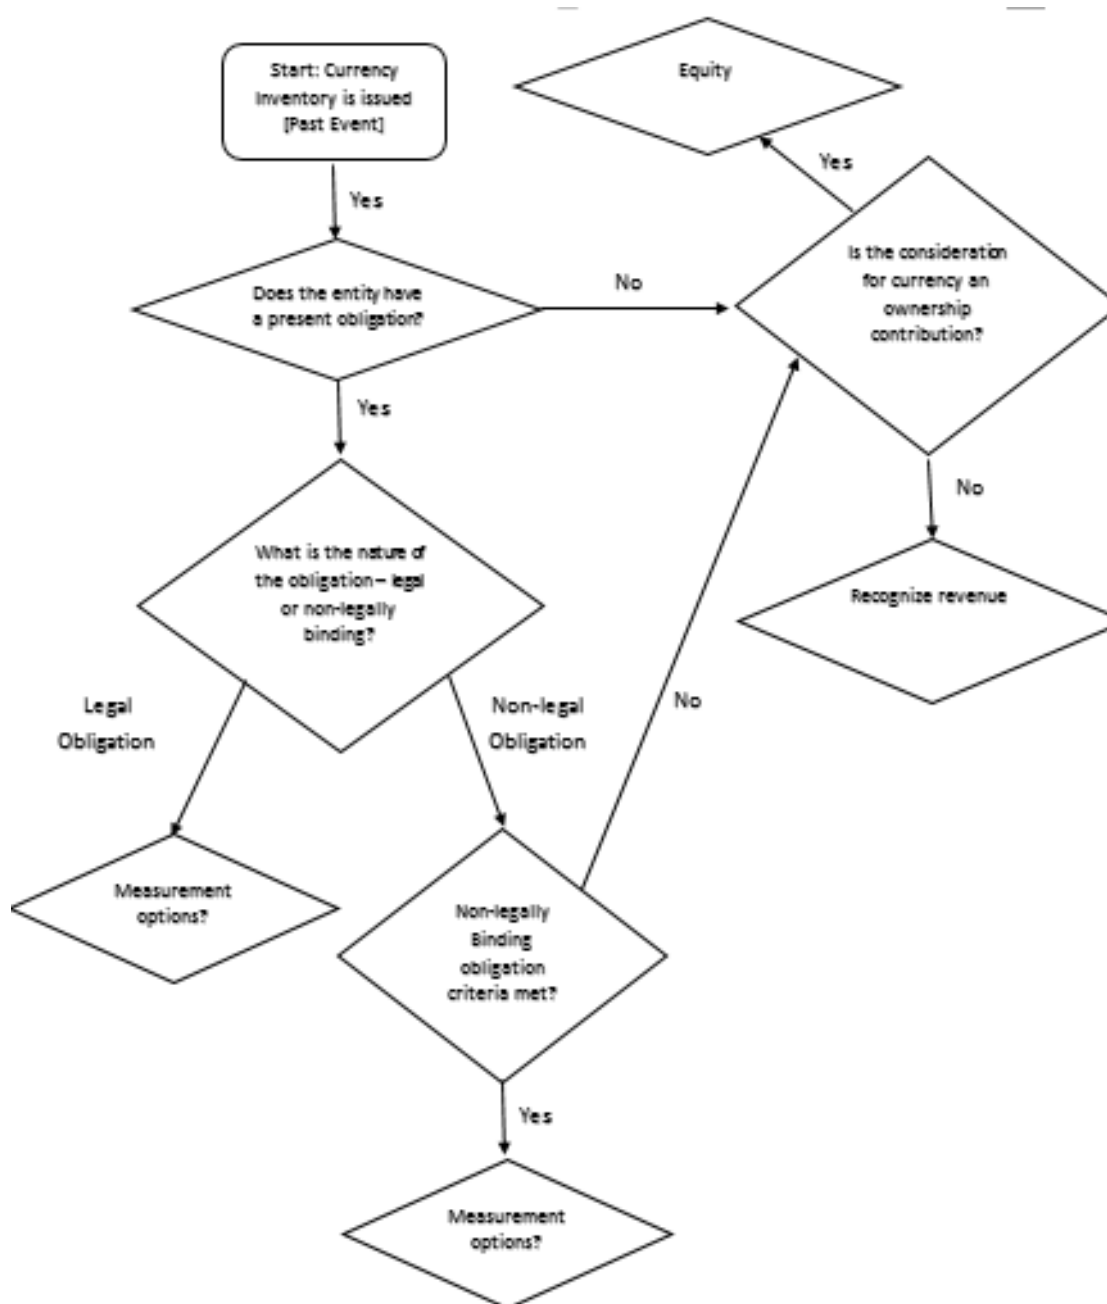 Start: Currency
Inventory is issued
[Past Event]
Equity
Yes
Yes
Is the consideration
for currency an
ownership
contribution?
Does the entity have
a present obligation?
No
Yes
No
What is the nature of
the obligation – legal
or non-legally
binding?
Recognize revenue
Legal
Obligation
Non-legal
Obligation
No
Measurement
options?
Non-legally
Binding
obligation
criteria met?
Yes
Measurement
options?